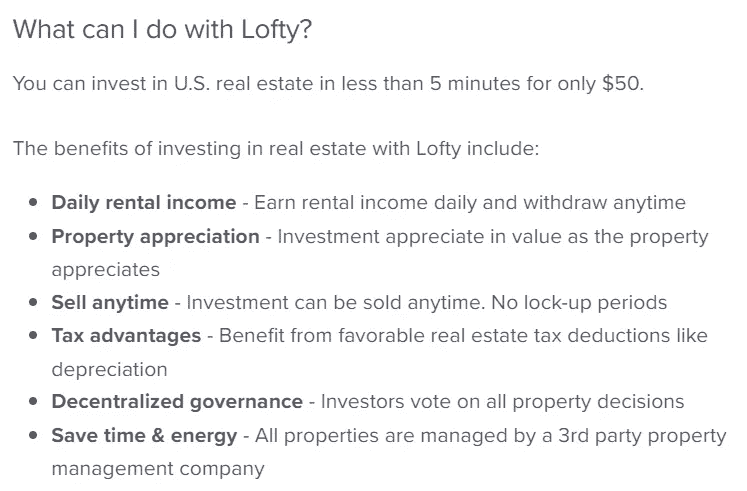 What can I do with Lofty?
You can invest in U.S. real estate in less than 5 minutes for only $50.
The benefits of investing in real estate with Lofty include:
• Daily rental income - Earn rental income daily and withdraw anytime
• Property appreciation - Investment appreciate in value as the property
appreciates
• Sell anytime - Investment can be sold anytime. No lock-up periods
• Tax advantages - Benefit from favorable real estate tax deductions like
depreciation
• Decentralized governance - Investors vote on all property decisions
• Save time & energy - All properties are managed by a 3rd party property
management company